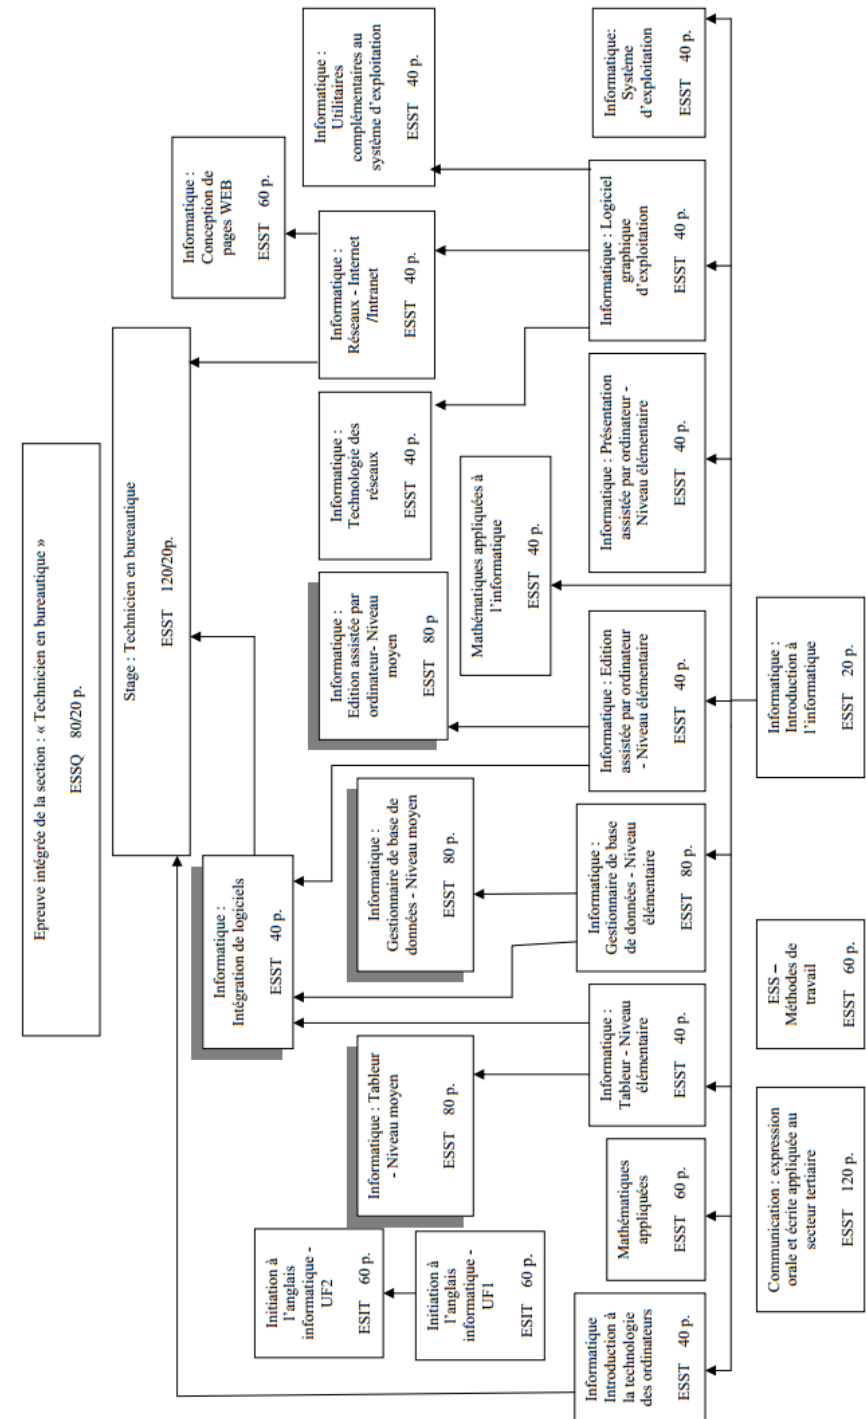 Epreuve intégrée de la section : « Technicien en bureautique »
ESSQ 80/20 p.
Stage : Technicien en bureautique
ESST 120/20p.
Informatique :
Intégration de logiciels
ESST 40 p.
Informatique :
Conception de
pages WEB
ESST 60 p.
Initiation à
l'anglais
informatique -
UF2
ESIT 60 p.
Initiation à
l'anglais
informatique -
UF1
ESIT 60 p.
Informatique : Tableur
- Niveau moyen
ESST 80 p.
Informatique :
Gestionnaire de base de
données - Niveau moyen
ESST 80 p.
Informatique :
Edition assistée par
ordinateur- Niveau
moyen
ESST 80 p
Informatique :
Technologie des
réseaux
ESST 40 p.
Informatique :
Réseaux - Internet
/Intranet
ESST 40 p.
Informatique :
Utilitaires
complémentaires au
système d'exploitation
ESST 40 p.
Mathématiques appliquées à
l'informatique
ESST 40 p.
Informatique
Introduction à
la technologie
des ordinateurs
ESST 40 p.
Mathématiques
appliquées
ESST 60 p.
Informatique :
Tableur - Niveau
élémentaire
ESST 40 p.
Informatique :
Gestionnaire de base
de données - Niveau
élémentaire
ESST 80 p.
Informatique : Edition
assistée par ordinateur
- Niveau élémentaire
ESST 40 p.
Informatique : Présentation
assistée par ordinateur -
Niveau élémentaire
ESST 40 p.
Informatique : Logiciel
graphique
d'exploitation
ESST 40 p.
Informatique:
Système
d'exploitation
ESST 40 p.
Communication : expression
orale et écrite appliquée au
secteur tertiaire
ESST 120 p.
ESS –
Méthodes de
travail
ESST 60 p.
Informatique :
Introduction à
l'informatique
ESST 20 p.